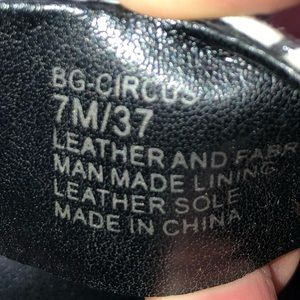 BG-CIRCUS
7M/37
LEATHER AND FABR
MAN MADE LINING
LEATHER SOLE
MADE IN CHINA